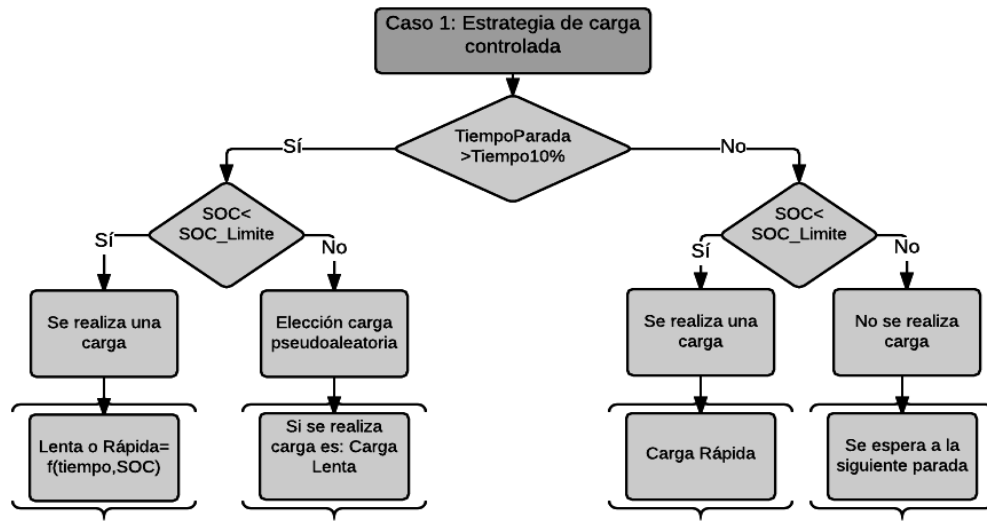 Caso 1: Estrategia de carga
controlada
TiempoParada
>Tiempo10%
Sí
No
SOC<
SOC_Limite
SOC<
SOC_Limite
Sí
No
Sí
No
Se realiza una
carga
Elección carga
pseudoaleatoria
Se realiza una
carga
No se realiza
carga
Lenta o Rápida=
f(tiempo,SOC)
Si se realiza
carga es: Carga
Lenta
Carga Rápida
Se espera a la
siguiente parada